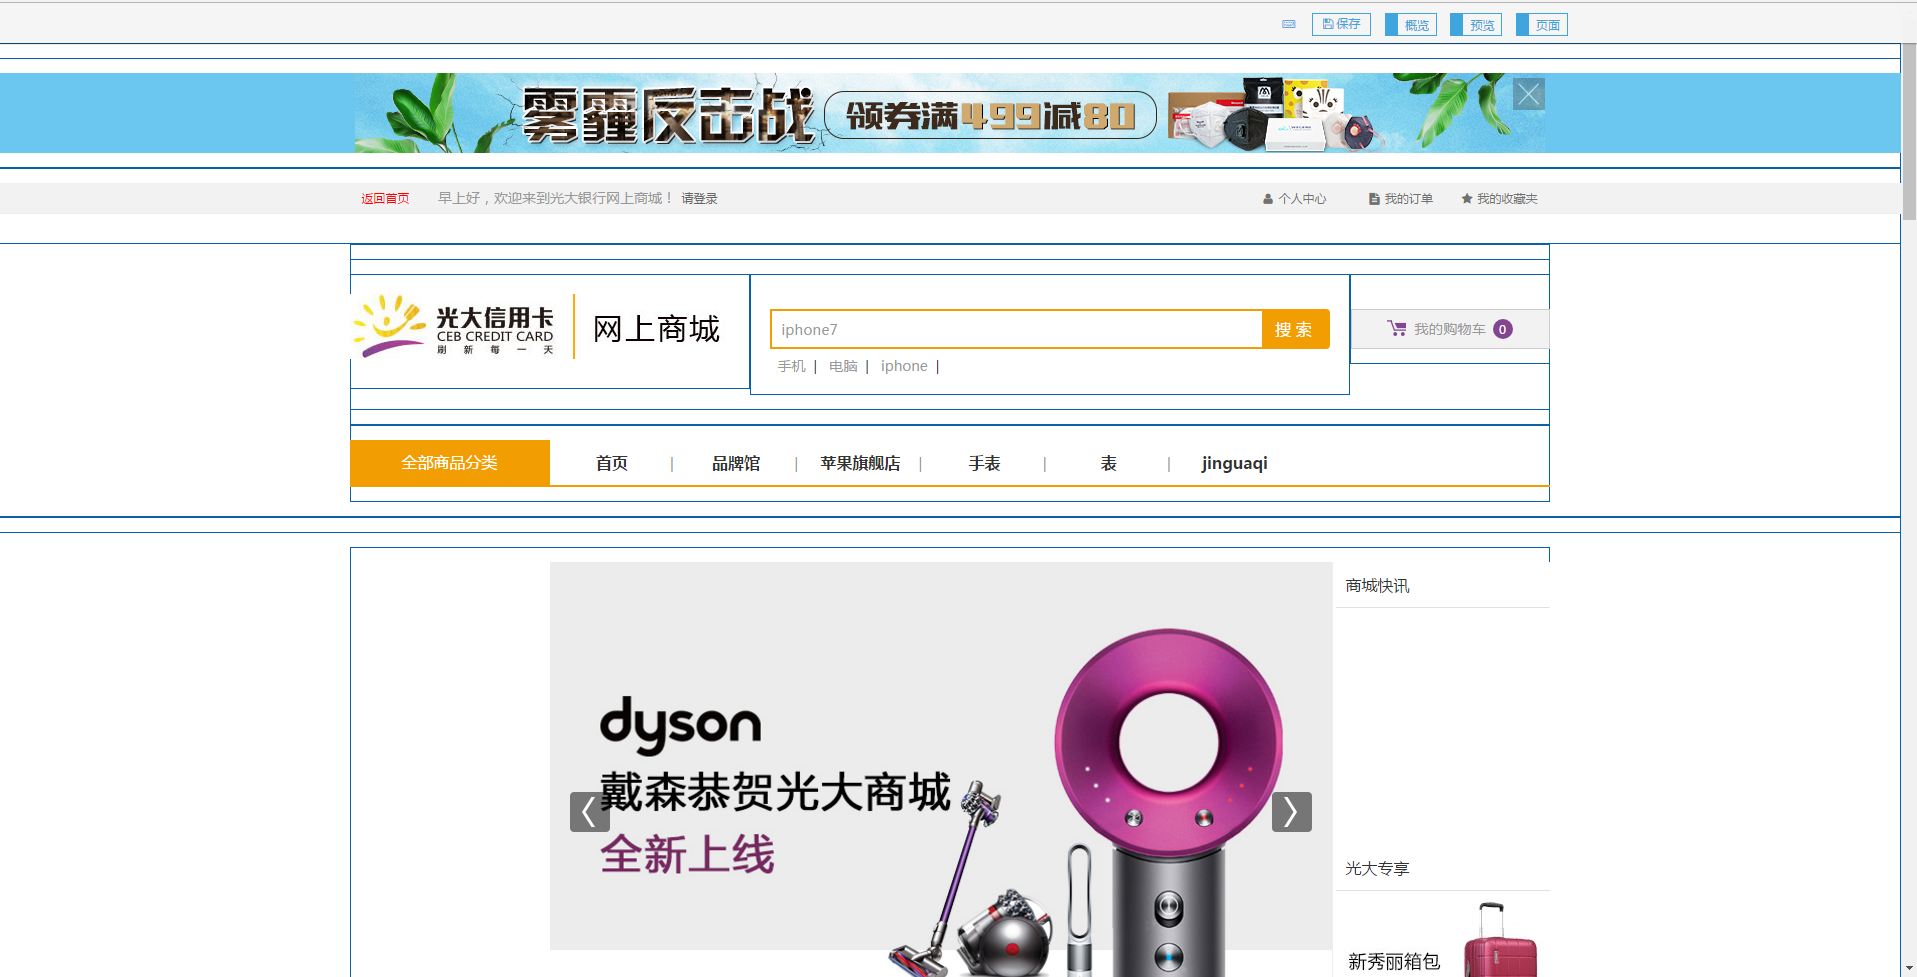 保存 概览 预览 页面
雾霾反击战 领券满499减80
返回首页 早上好，欢迎来到光大银行网上商城！ 请登录 个人中心 我的订单 我的收藏夹
光大信用卡
CEB CREDIT CARD
刷新每一天
网上商城
iphone7 搜 索
我的购物车 0
手机 | 电脑 | iphone |
全部商品分类 首页 | 品牌馆 | 苹果旗舰店 | 手表 | 表 | jinguaqi
商城快讯
dyson
戴森恭贺光大商城
全新上线
光大专享
新秀丽箱包